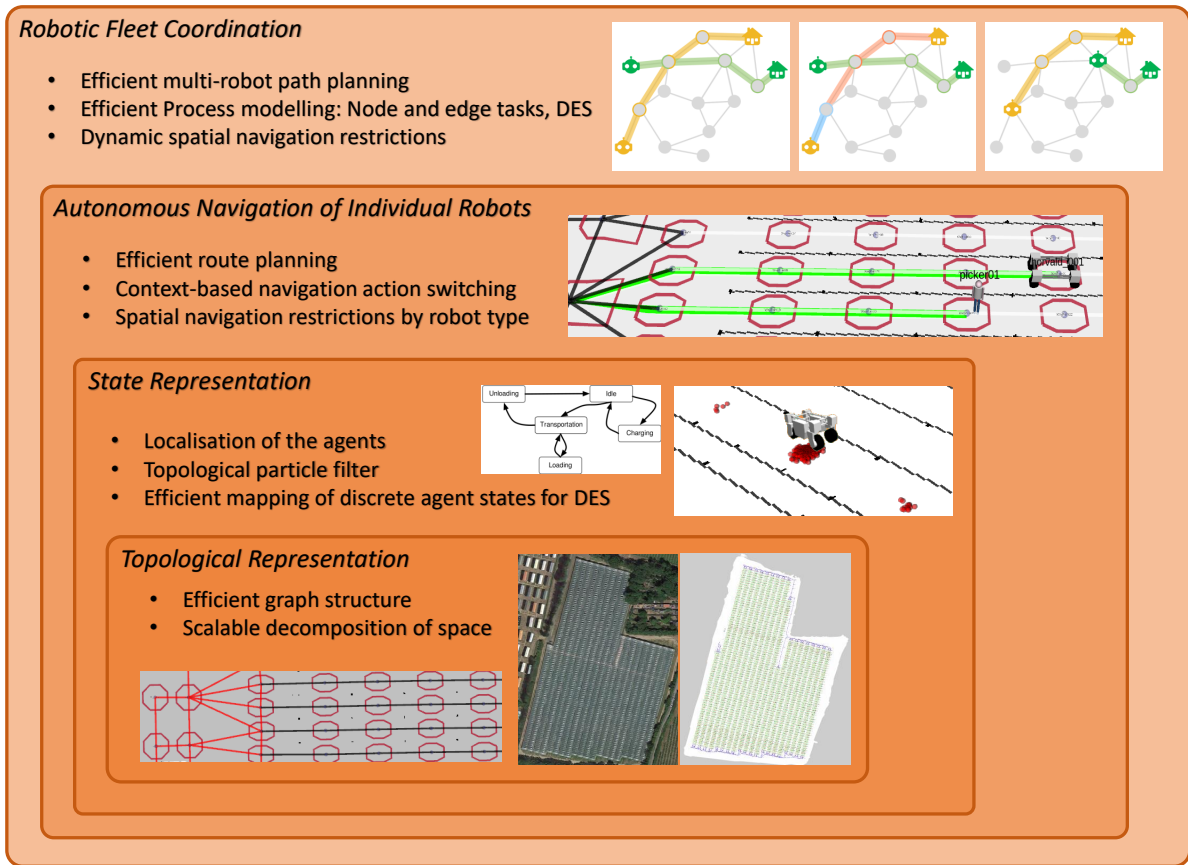 Robotic Fleet Coordination
• Efficient multi-robot path planning
• Efficient Process modelling: Node and edge tasks, DES
• Dynamic spatial navigation restrictions
Autonomous Navigation of Individual Robots
• Efficient route planning
• Context-based navigation action switching
• Spatial navigation restrictions by robot type
picker01
State Representation
• Localisation of the agents
• Topological particle filter
• Efficient mapping of discrete agent states for DES
Unloading
Idle
Transportation
Charging
Loading
Topological Representation
• Efficient graph structure
• Scalable decomposition of space